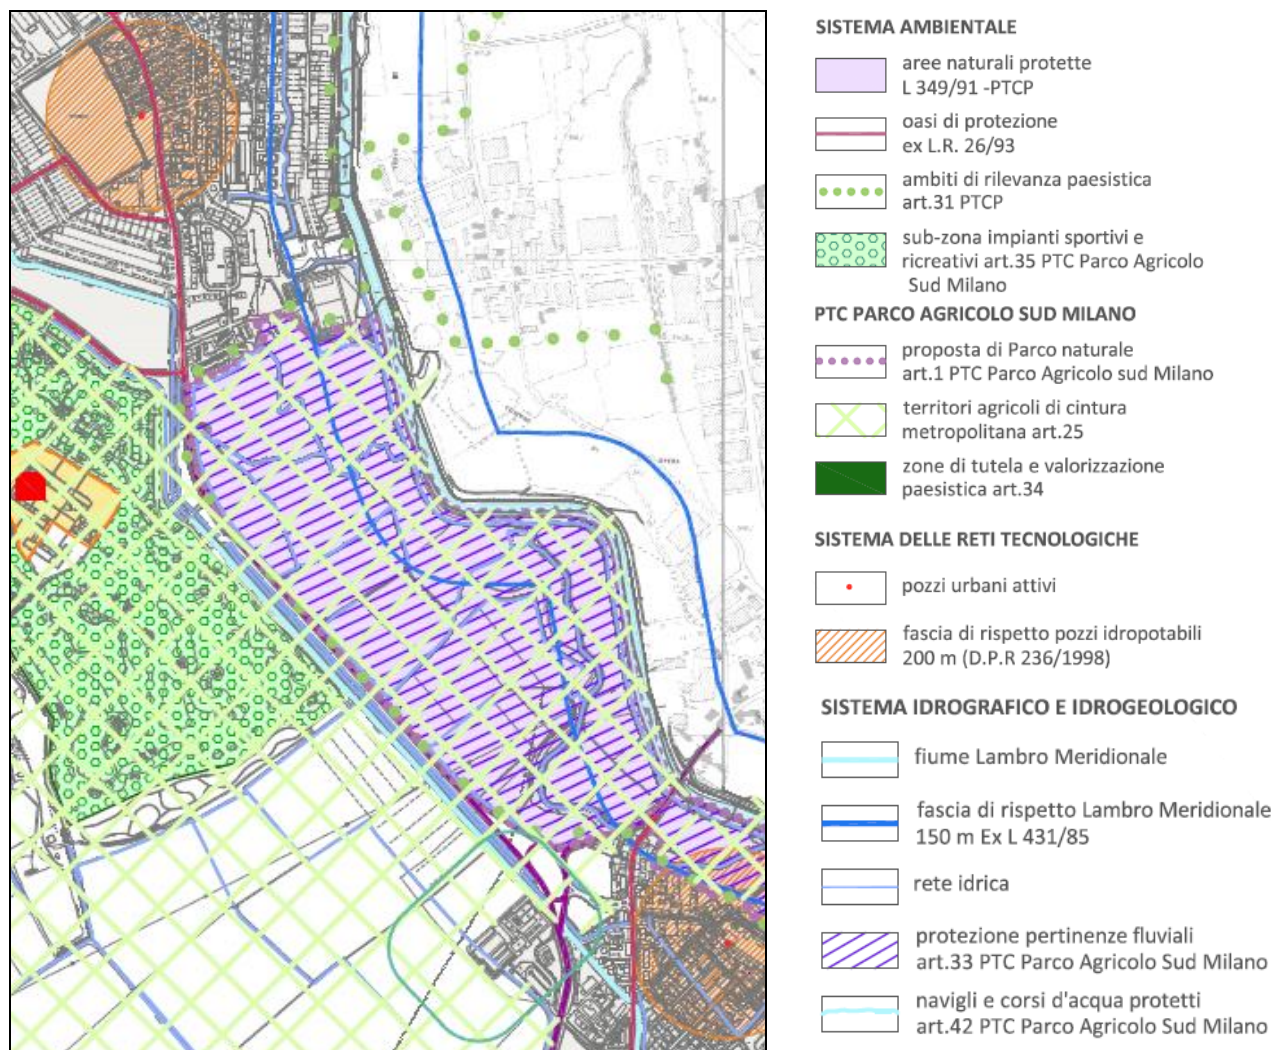 SISTEMA AMBIENTALE
aree naturali protette
L 349/91 -PTCP
oasi di protezione
ex L.R. 26/93
ambiti di rilevanza paesistica
art.31 PTCP
sub-zona impianti sportivi e
ricreativi art.35 PTC Parco Agricolo
Sud Milano
PTC PARCO AGRICOLO SUD MILANO
proposta di Parco naturale
art.1 PTC Parco Agricolo sud Milano
territori agricoli di cintura
metropolitana art.25
zone di tutela e valorizzazione
paesistica art.34
SISTEMA DELLE RETI TECNOLOGICHE
pozzi urbani attivi
fascia di rispetto pozzi idropotabili
200 m (D.P.R 236/1998)
SISTEMA IDROGRAFICO E IDROGEOLOGICO
fiume Lambro Meridionale
fascia di rispetto Lambro Meridionale
150 m Ex L 431/85
rete idrica
protezione pertinenze fluviali
art.33 PTC Parco Agricolo Sud Milano
navigli e corsi d'acqua protetti
art.42 PTC Parco Agricolo Sud Milano